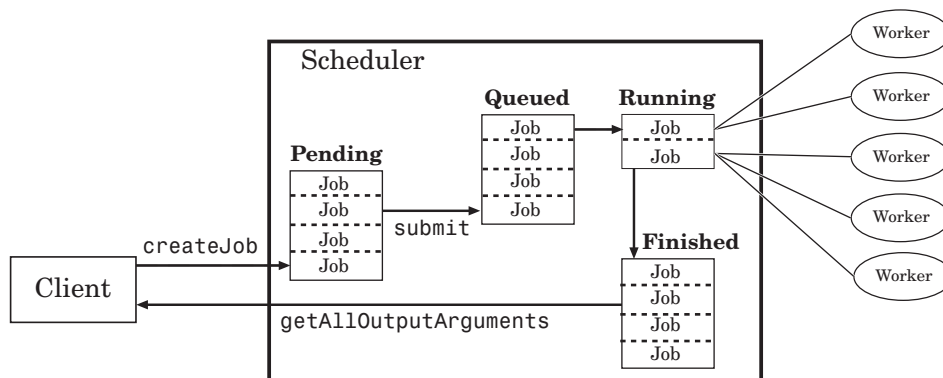 Worker
Scheduler
Worker
Queued
Running
Job
Job
Job
Job
Job
Job
Worker
Pending
Job
Job
Job
Job
submit
Worker
createJob
Finished
Client
Job
Job
Job
Job
Worker
getAllOutputArguments